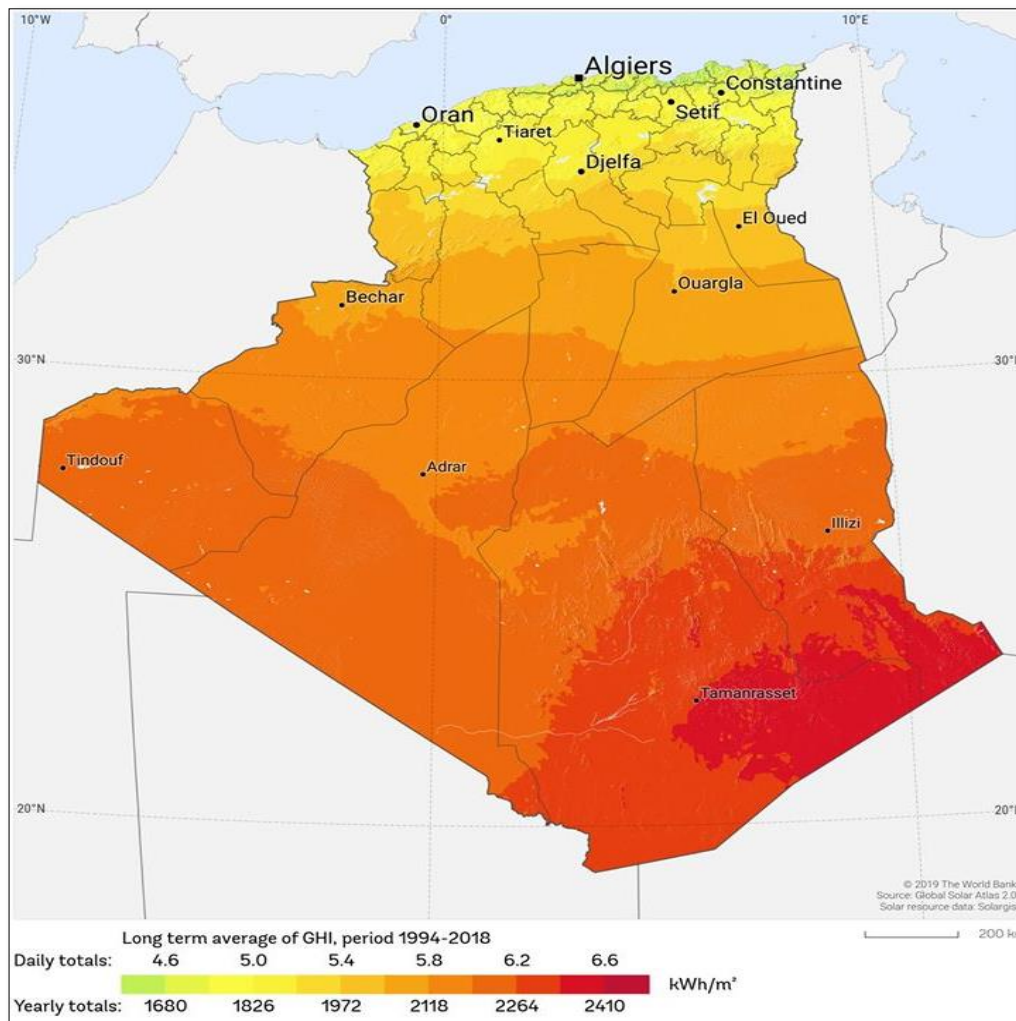 10°W 0° 10°E
Algiers
Constantine
Oran
Setif
Tiaret
Djelfa
El Oued
Ouargla
Bechar
30°N 30°N
Tindouf
Adrar
Illizi
Tamanrasset
20°N 20°N
© 2019 The World Bank
Source: Global Solar Atlas 2.0
Solar resource data: Solargis
Long term average of GHI, period 1994-2018
200 km
Daily totals: 4.6 5.0 5.4 5.8 6.2 6.6
kWh/m²
Yearly totals: 1680 1826 1972 2118 2264 2410